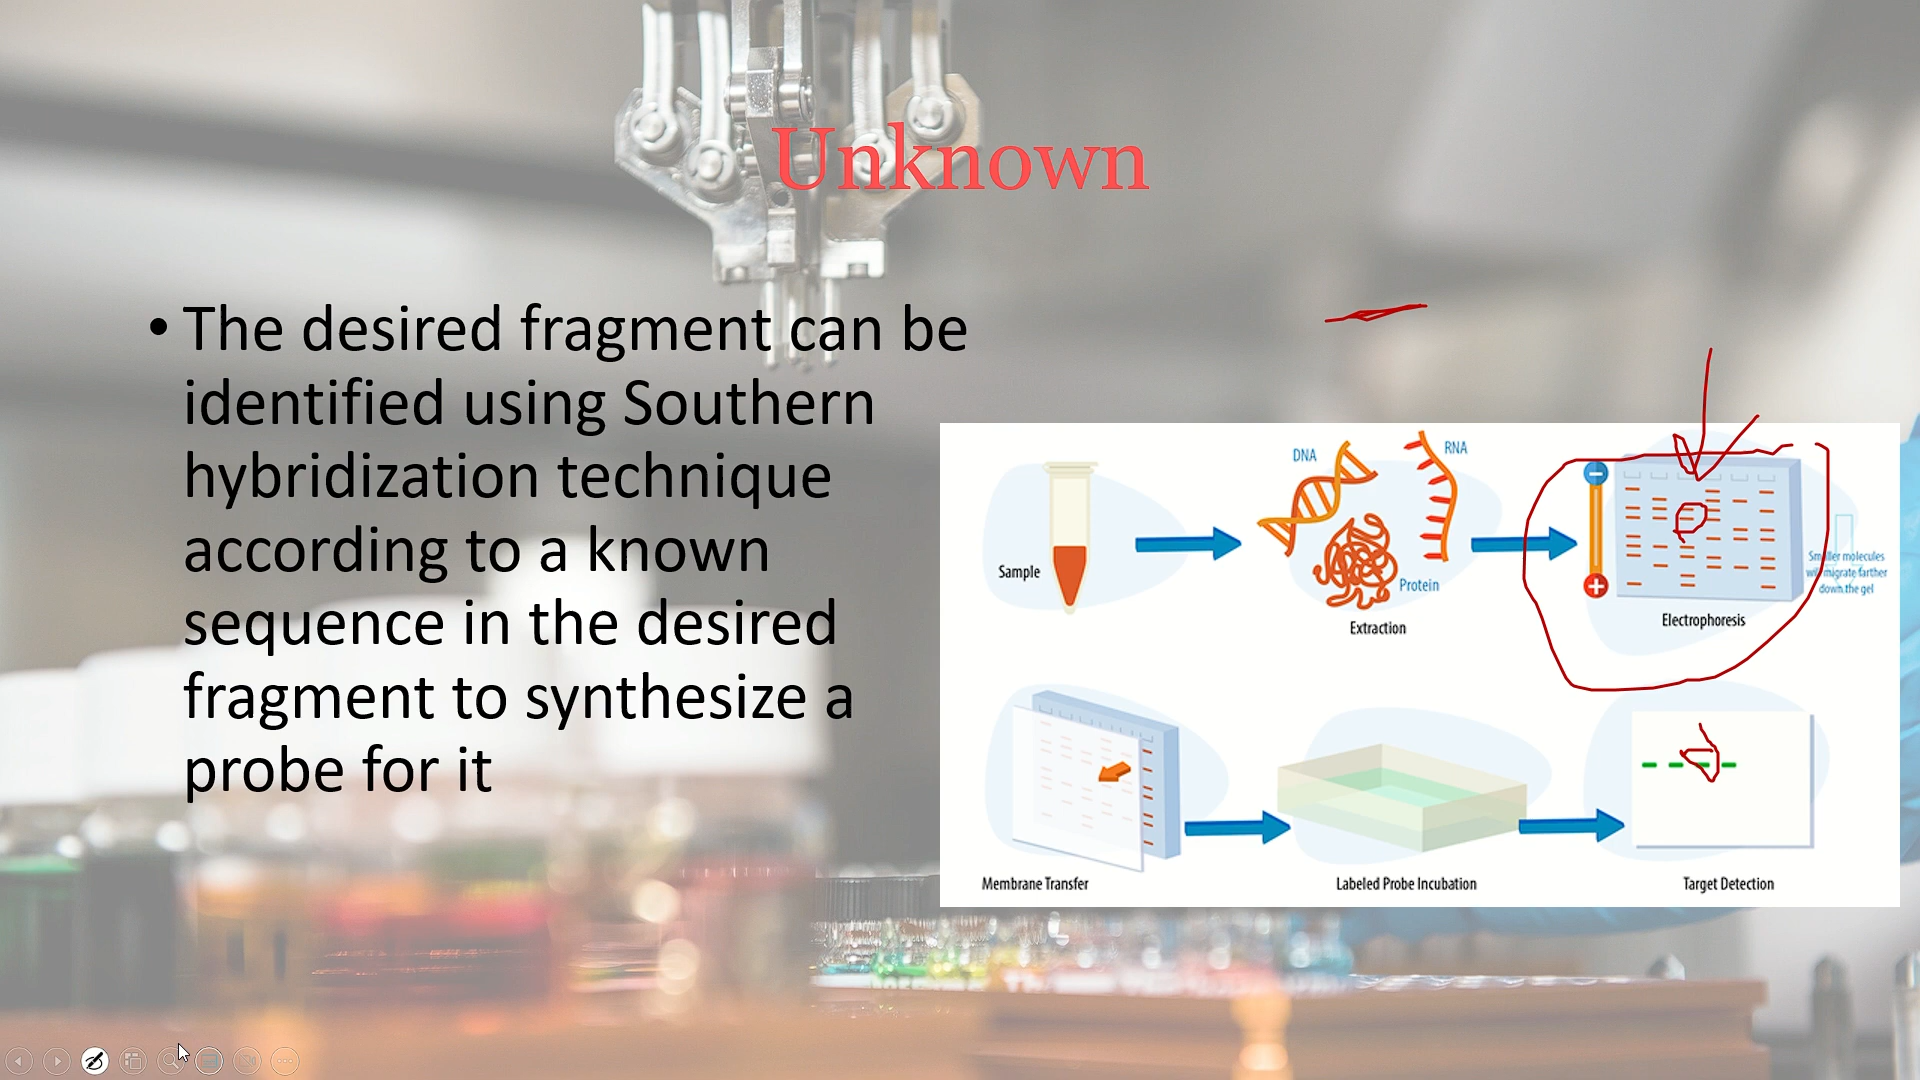 Unknown
• The desired fragment can be
identified using Southern
hybridization technique
according to a known
sequence in the desired
fragment to synthesize a
probe for it
DNA
RNA
Sample
Protein
Extraction
Smaller molecules
will migrate farther
down the gel
Electrophoresis
Membrane Transfer
Labeled Probe Incubation
Target Detection